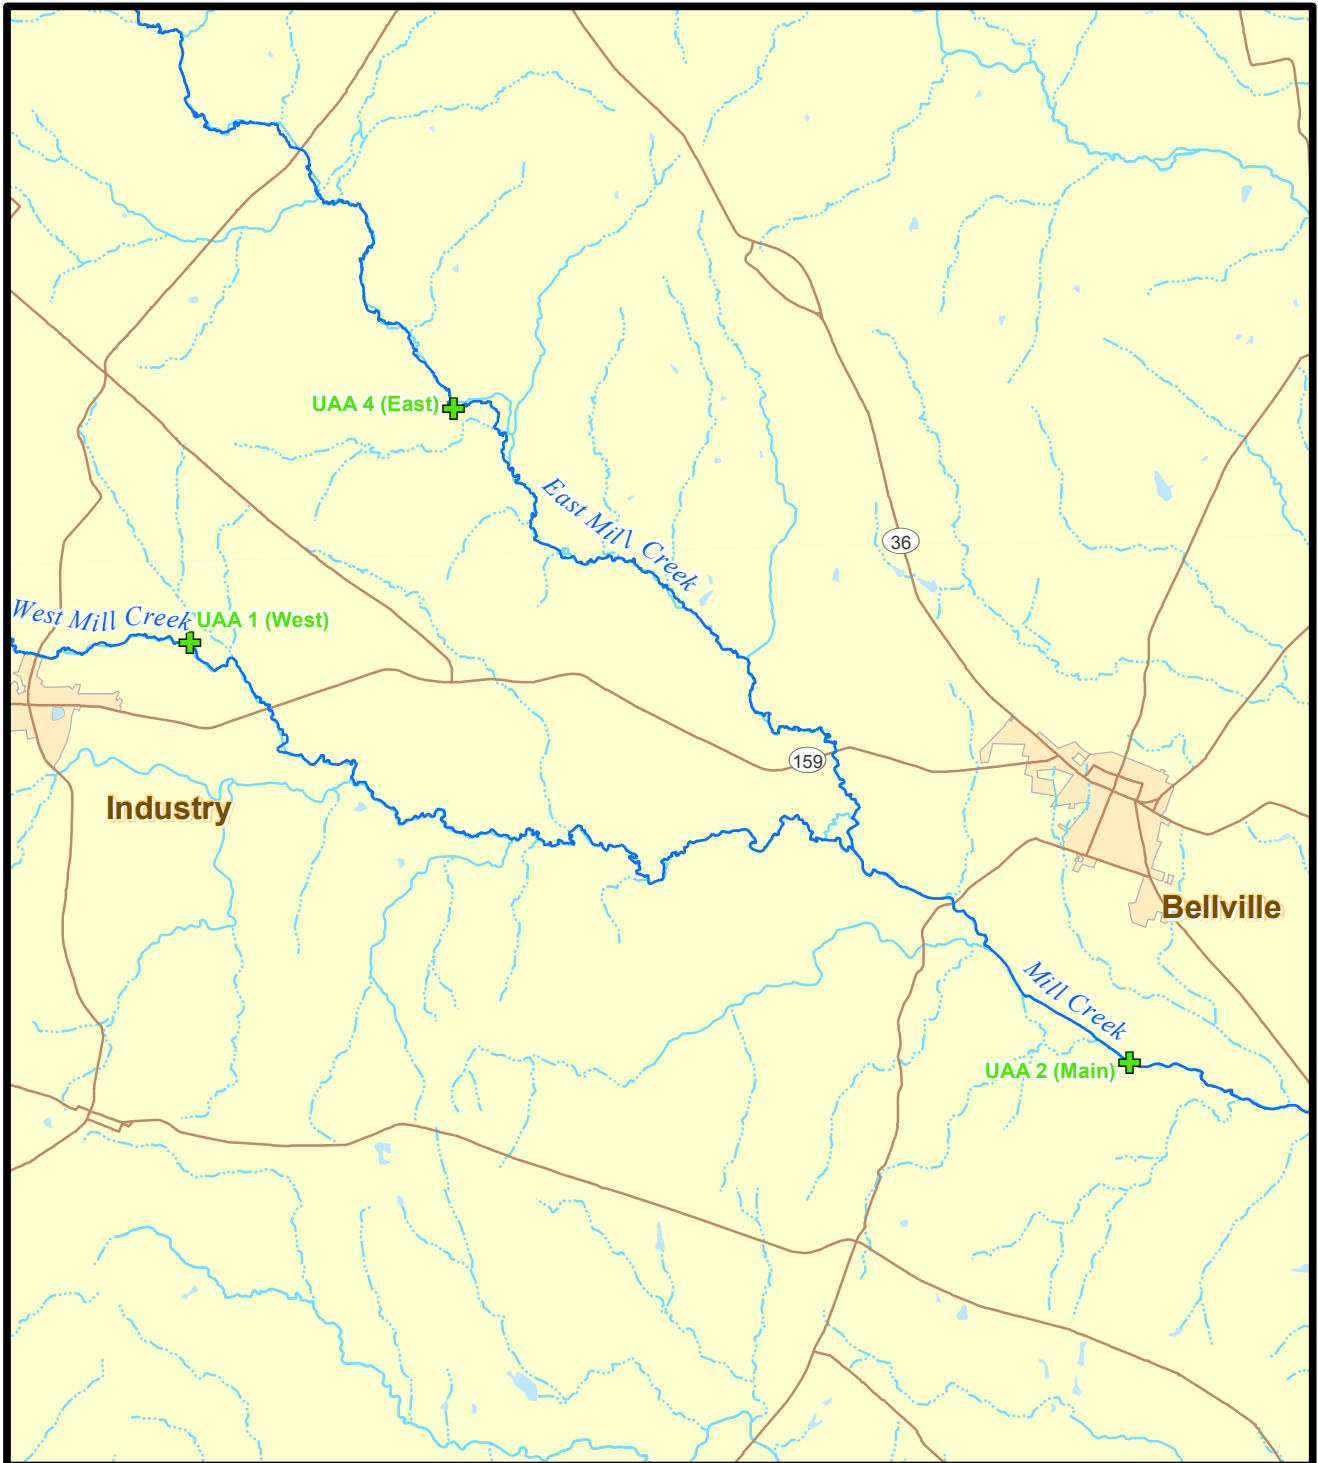 UAA 4 (East)
East Mill Creek
36
West Mill Creek
UAA 1 (West)
159
Industry
Bellville
Mill Creek
UAA 2 (Main)